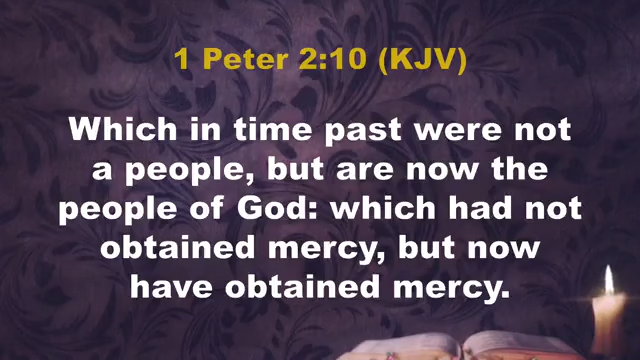 1 Peter 2:10 (KJV)
Which in time past were not
a people, but are now the
people of God: which had not
obtained mercy, but now
have obtained mercy.